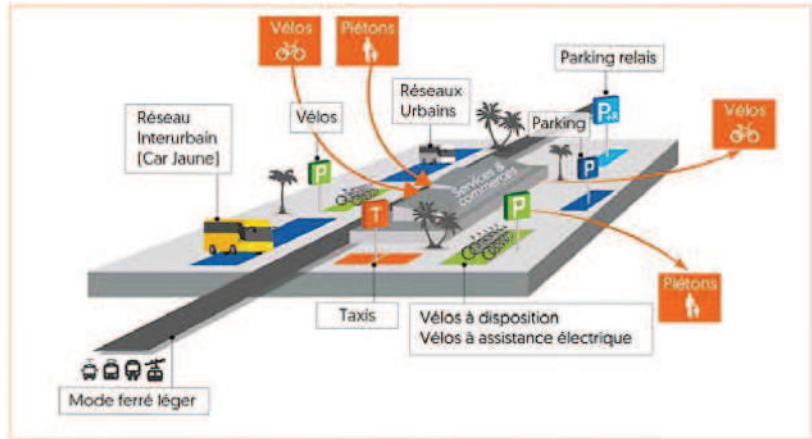 Vélos
Piétons
Parking relais
Réseau
Interurbain
(Car Jaune)
Vélos
Réseaux
Urbains
Parking
P+R
Vélos
P
P
Services &
commerces
T
P
Piétons
Taxis
Vélos à disposition
Vélos à assistance électrique
Mode ferré léger